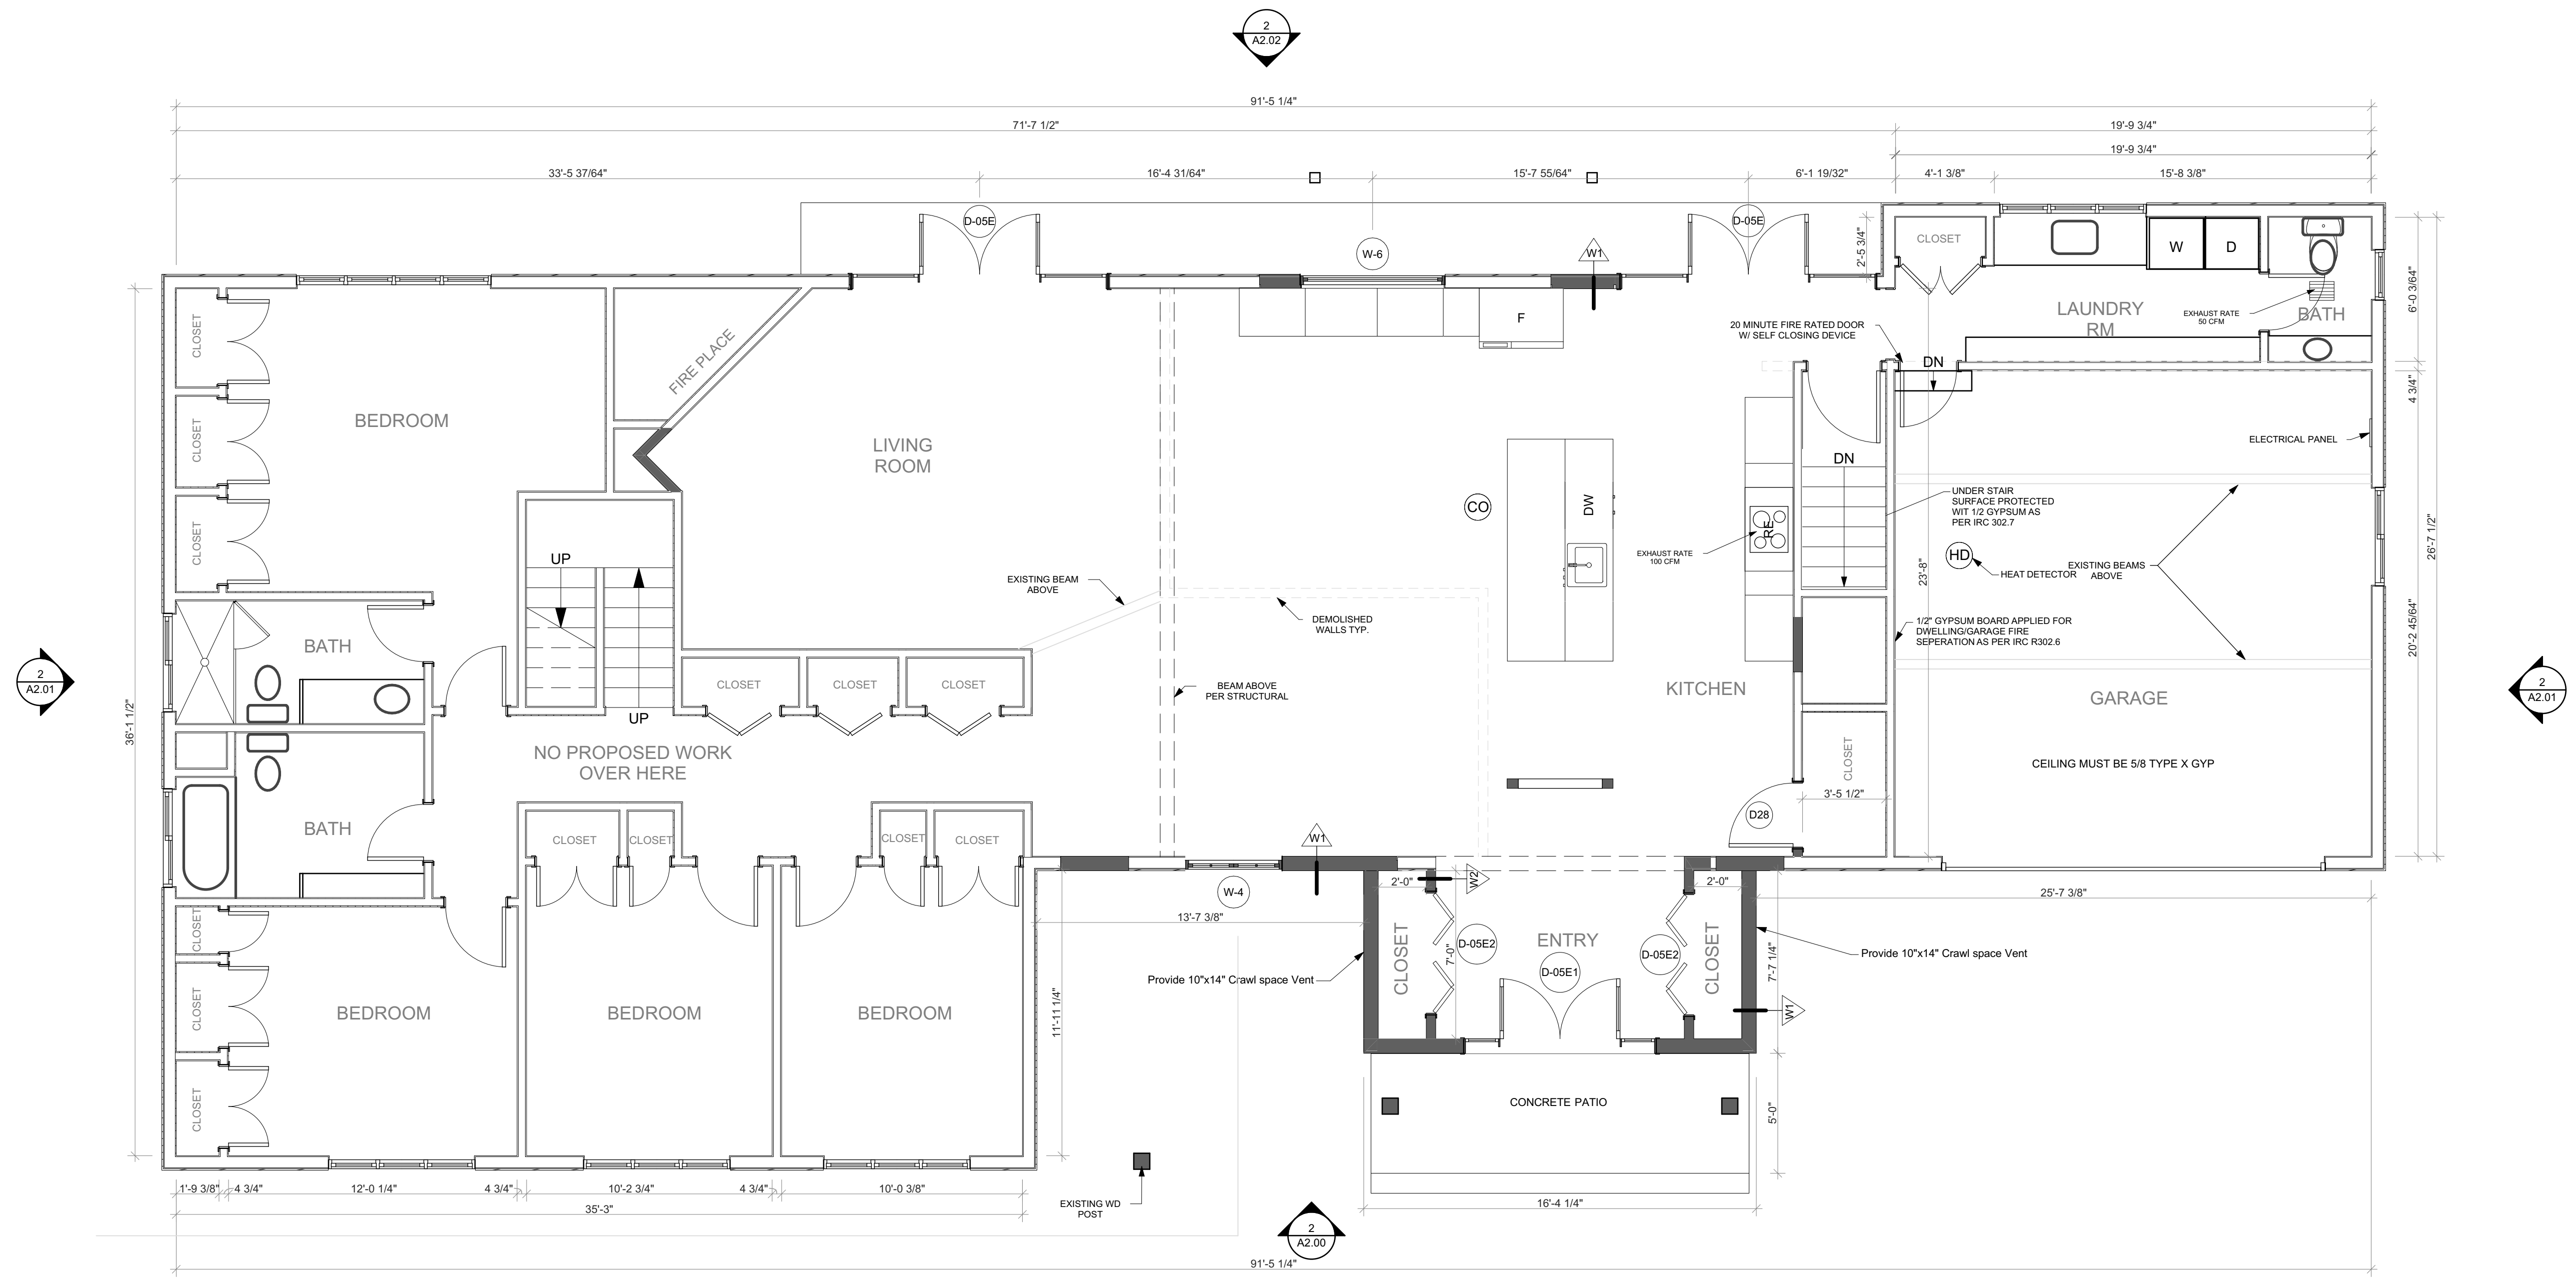 2
A2.02
91'-5 1/4"
71'-7 1/2"
19'-9 3/4"
19'-9 3/4"
33'-5 37/64"
16'-4 31/64"
15'-7 55/64"
6'-1 19/32"
4'-1 3/8"
15'-8 3/8"
D-05E
D-05E
W-6
W1
2'-5 3/4"
CLOSET
W
D
6'-0 3/64"
CLOSET
FIRE PLACE
F
20 MINUTE FIRE RATED DOOR
W/ SELF CLOSING DEVICE
LAUNDRY
RM
EXHAUST RATE
50 CFM
BATH
DN
4 3/4"
BEDROOM
CLOSET
LIVING
ROOM
ELECTRICAL PANEL
DN
CLOSET
CO
DW
RE
EXHAUST RATE
100 CFM
UNDER STAIR
SURFACE PROTECTED
WIT 1/2 GYPSUM AS
PER IRC 302.7
26'-7 1/2"
UP
HD
HEAT DETECTOR
EXISTING BEAMS
ABOVE
23'-8"
EXISTING BEAM
ABOVE
DEMOLISHED
WALLS TYP.
1/2" GYPSUM BOARD APPLIED FOR
DWELLING/GARAGE FIRE
SEPERATION AS PER IRC R302.6
20'-2 45/64"
BATH
2
A2.01
CLOSET
CLOSET
CLOSET
BEAM ABOVE
PER STRUCTURAL
KITCHEN
GARAGE
2
A2.01
UP
36'-1 1/2"
NO PROPOSED WORK
OVER HERE
CLOSET
CEILING MUST BE 5/8 TYPE X GYP
3'-5 1/2"
BATH
CLOSET
CLOSET
CLOSET
CLOSET
D28
W1
W-4
W2
2'-0"
2'-0"
25'-7 3/8"
CLOSET
13'-7 3/8"
CLOSET
7'-0"
D-05E2
ENTRY
D-05E2
CLOSET
7'-7 1/4"
Provide 10"x14" Crawl space Vent
D-05E1
Provide 10"x14" Crawl space Vent
CLOSET
BEDROOM
BEDROOM
BEDROOM
11'-11 1/4"
W1
CLOSET
CONCRETE PATIO
5'-0"
1'-9 3/8"
4 3/4"
12'-0 1/4"
4 3/4"
10'-2 3/4"
4 3/4"
10'-0 3/8"
35'-3"
EXISTING WD
POST
16'-4 1/4"
2
A2.00
91'-5 1/4"